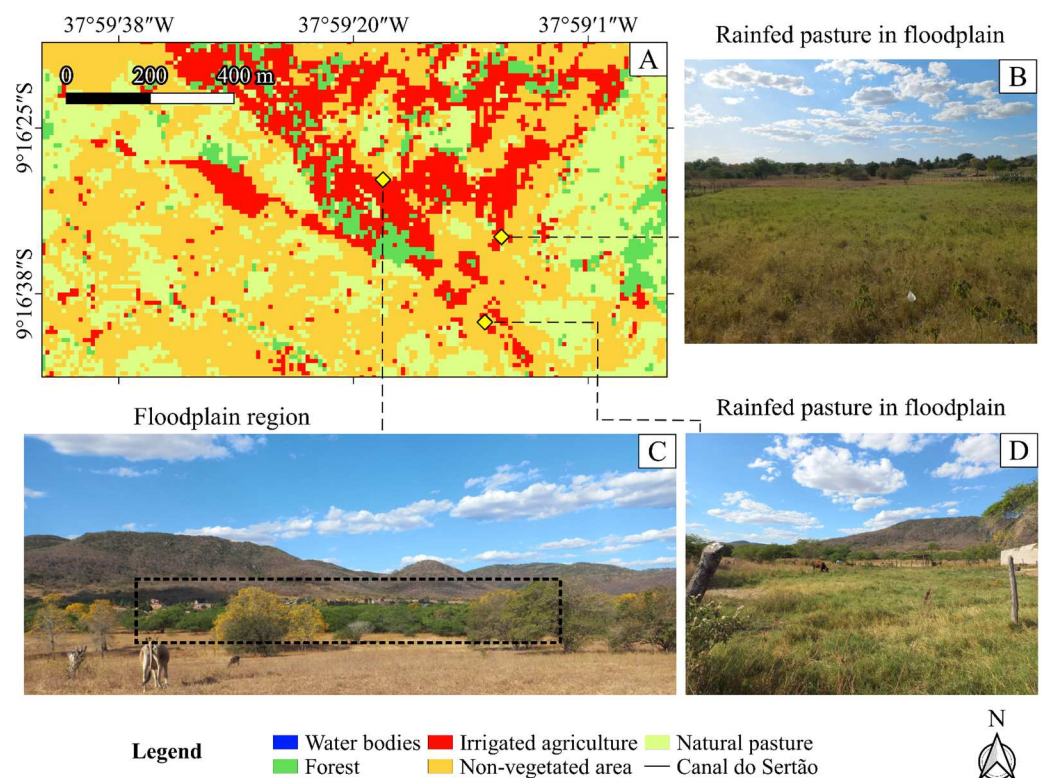 37°59′38″W 37°59′20″W 37°59′1″W
Rainfed pasture in floodplain
A
B
0 200 400 m
9°16′25″S
9°16′38″S
Floodplain region
Rainfed pasture in floodplain
C
D
N
Legend
Water bodies Irrigated agriculture Natural pasture
Forest Non-vegetated area Canal do Sertão